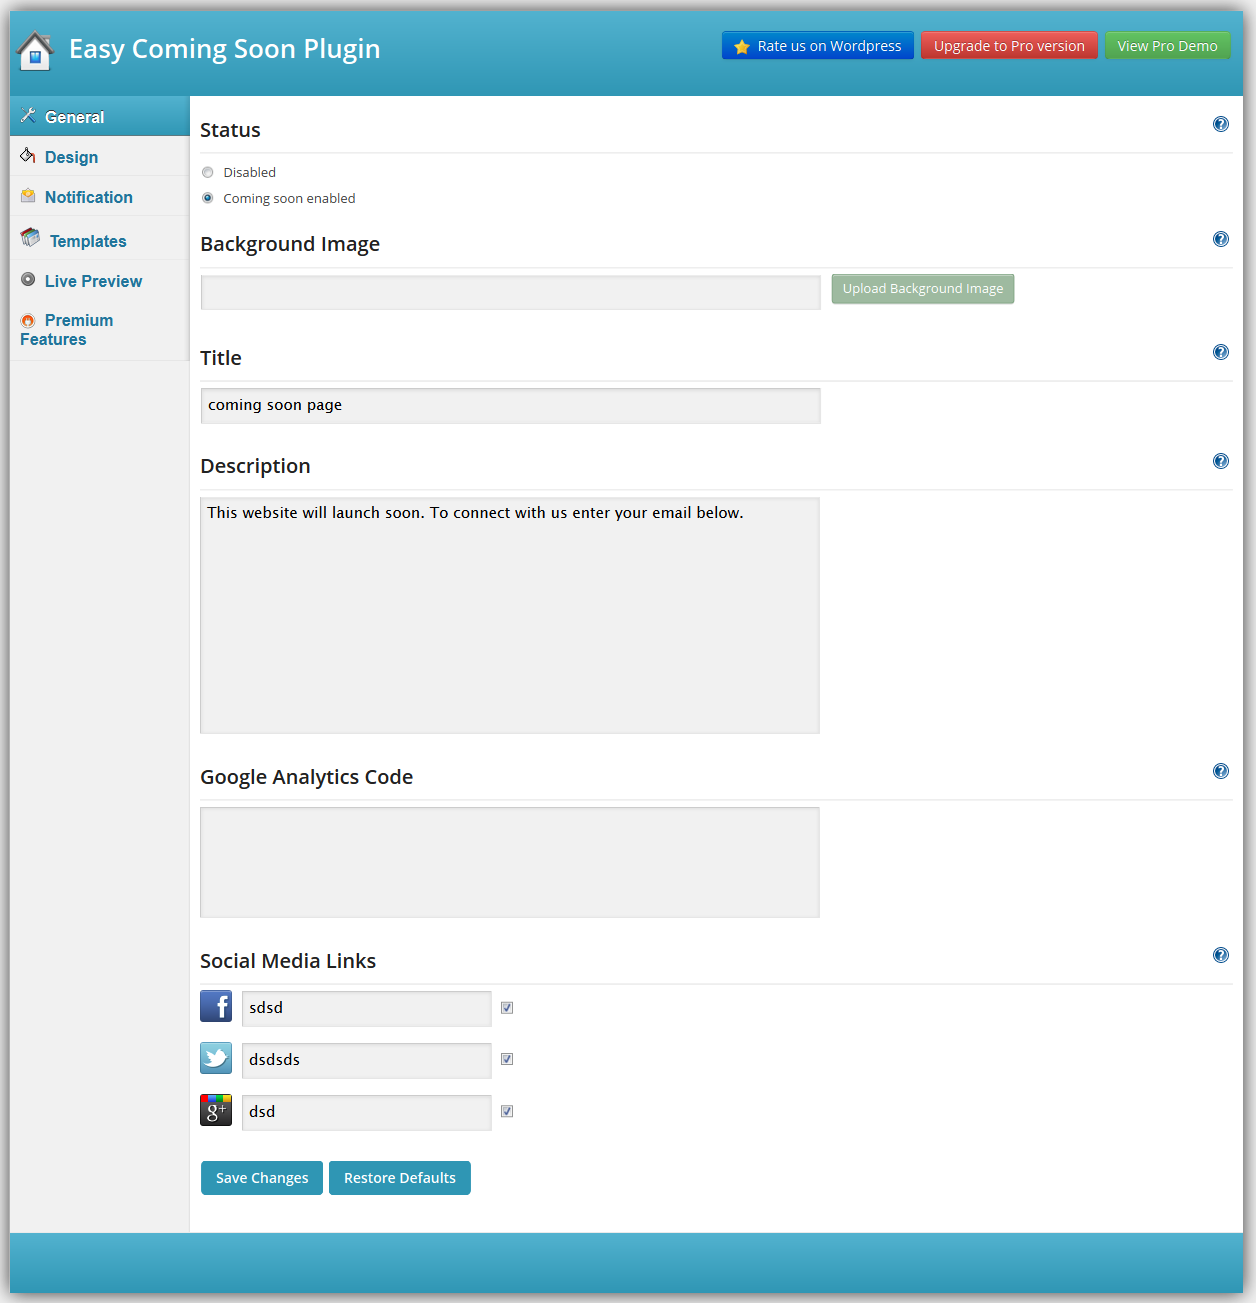 Easy Coming Soon Plugin
Rate us on Wordpress
Upgrade to Pro version
View Pro Demo
General
Design
Notification
Templates
Live Preview
Premium
Features
Status
Disabled
Coming soon enabled
Background Image
Upload Background Image
Title
coming soon page
Description
This website will launch soon. To connect with us enter your email below.
Google Analytics Code
Social Media Links
f
sdsd
dsdsds
g+
dsd
Save Changes
Restore Defaults